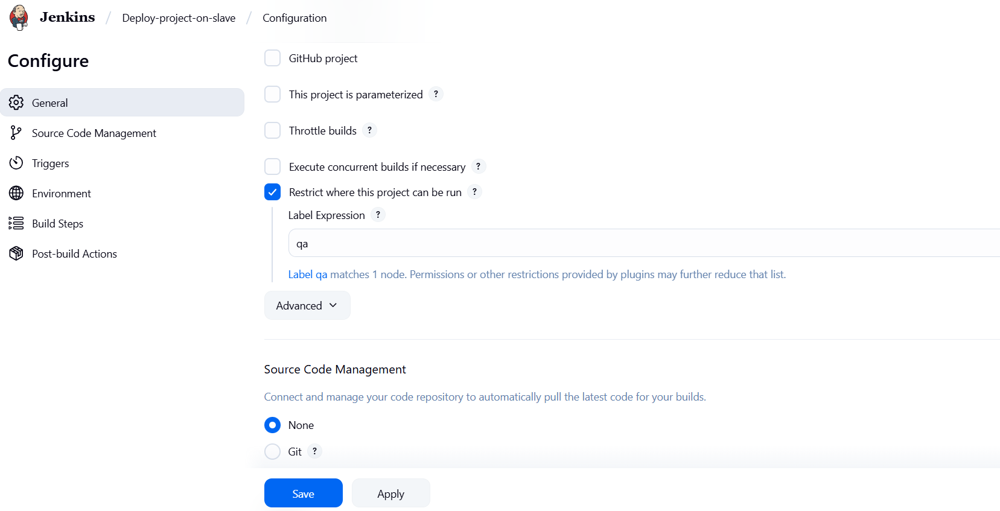 Jenkins / Deploy-project-on-slave / Configuration
Configure
General
Source Code Management
Triggers
Environment
Build Steps
Post-build Actions
GitHub project
This project is parameterized ?
Throttle builds ?
Execute concurrent builds if necessary ?
Restrict where this project can be run ?
Label Expression ?
qa
Label qa matches 1 node. Permissions or other restrictions provided by plugins may further reduce that list.
Advanced
Source Code Management
Connect and manage your code repository to automatically pull the latest code for your builds.
None
Git ?
Save Apply